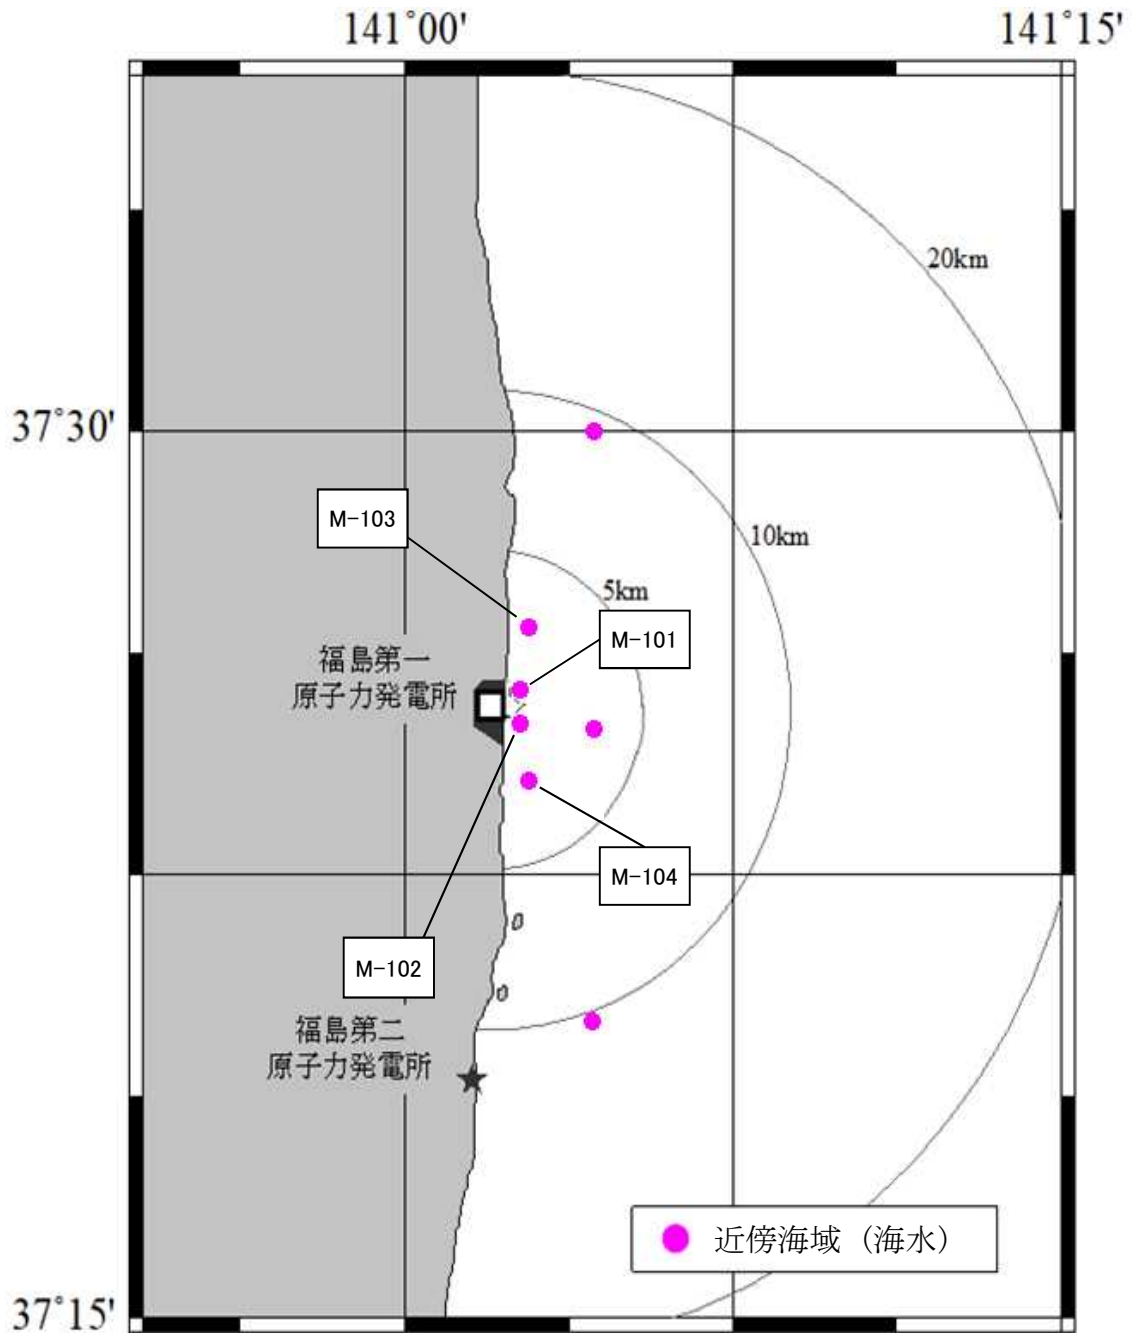 141°00'
141°15'
20km
37°30'
M-103
10km
5km
M-101
福島第一
原子力発電所
M-104
M-102
福島第二
原子力発電所
近傍海域（海水）
37°15'